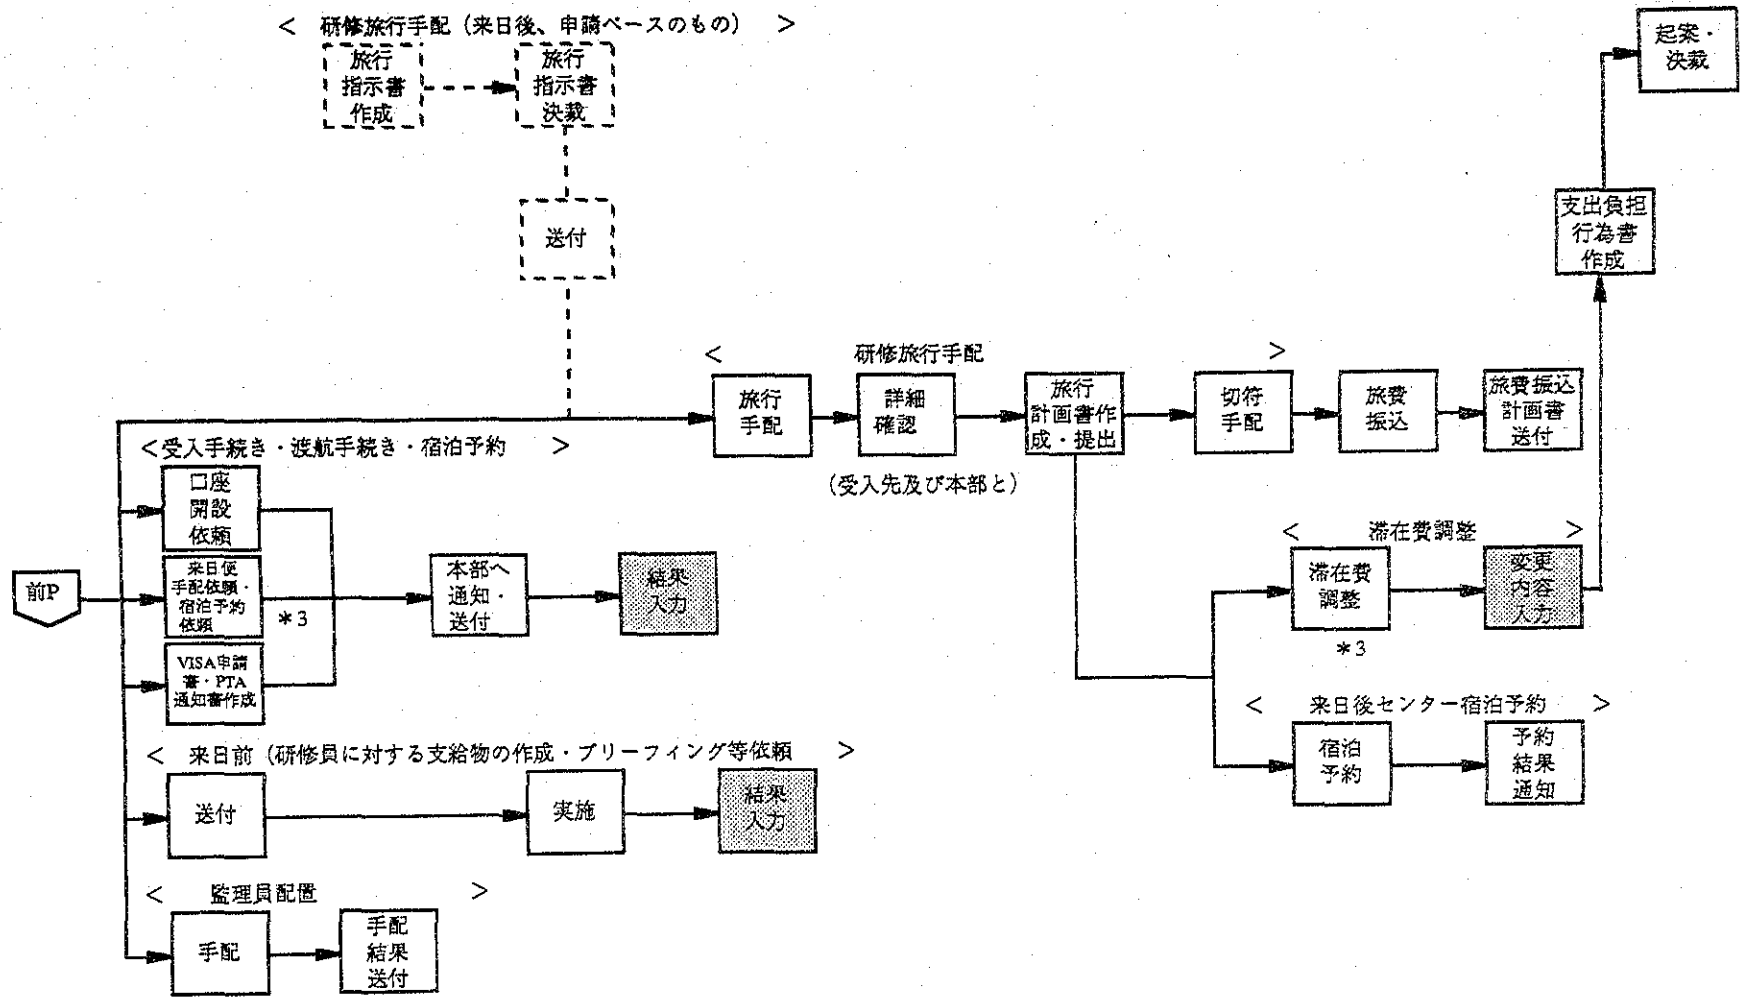 < 研修旅行手配（来日後、申請ベースのもの） >
旅行
指示書
作成
旅行
指示書
決裁
送付
起案・
決裁
支出負担
行為書
作成
< 研修旅行手配 >
旅行
手配
詳細
確認
（受入先及び本部と）
旅行
計画書作
成・提出
切符
手配
旅費
振込
旅費振込
計画書
送付
<受入手続き・渡航手続き・宿泊予約 >
前P
口座
開設
依頼
来日便
手配依頼・
宿泊予約
依頼
＊3
VISA申請
書・PTA
通知書作成
本部へ
通知・
送付
結果
入力
< 滞在費調整 >
滞在費
調整
＊3
変更
内容
入力
< 来日後センター宿泊予約 >
宿泊
予約
予約
結果
通知
< 来日前（研修員に対する支給物の作成・ブリーフィング等依頼 >
送付
実施
結果
入力
< 監理員配置 >
手配
手配
結果
送付